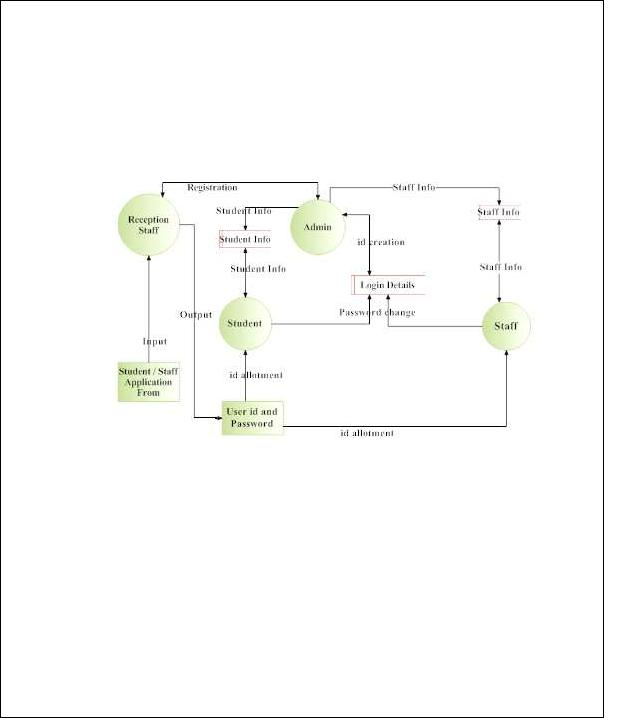 Registration
Staff Info
Reception
Staff
Student Info
Admin
Staff Info
Student Info
id creation
Student Info
Staff Info
Login Details
Output
Student
Password change
Staff
Input
Student / Staff
Application
From
id allotment
User id and
Password
id allotment